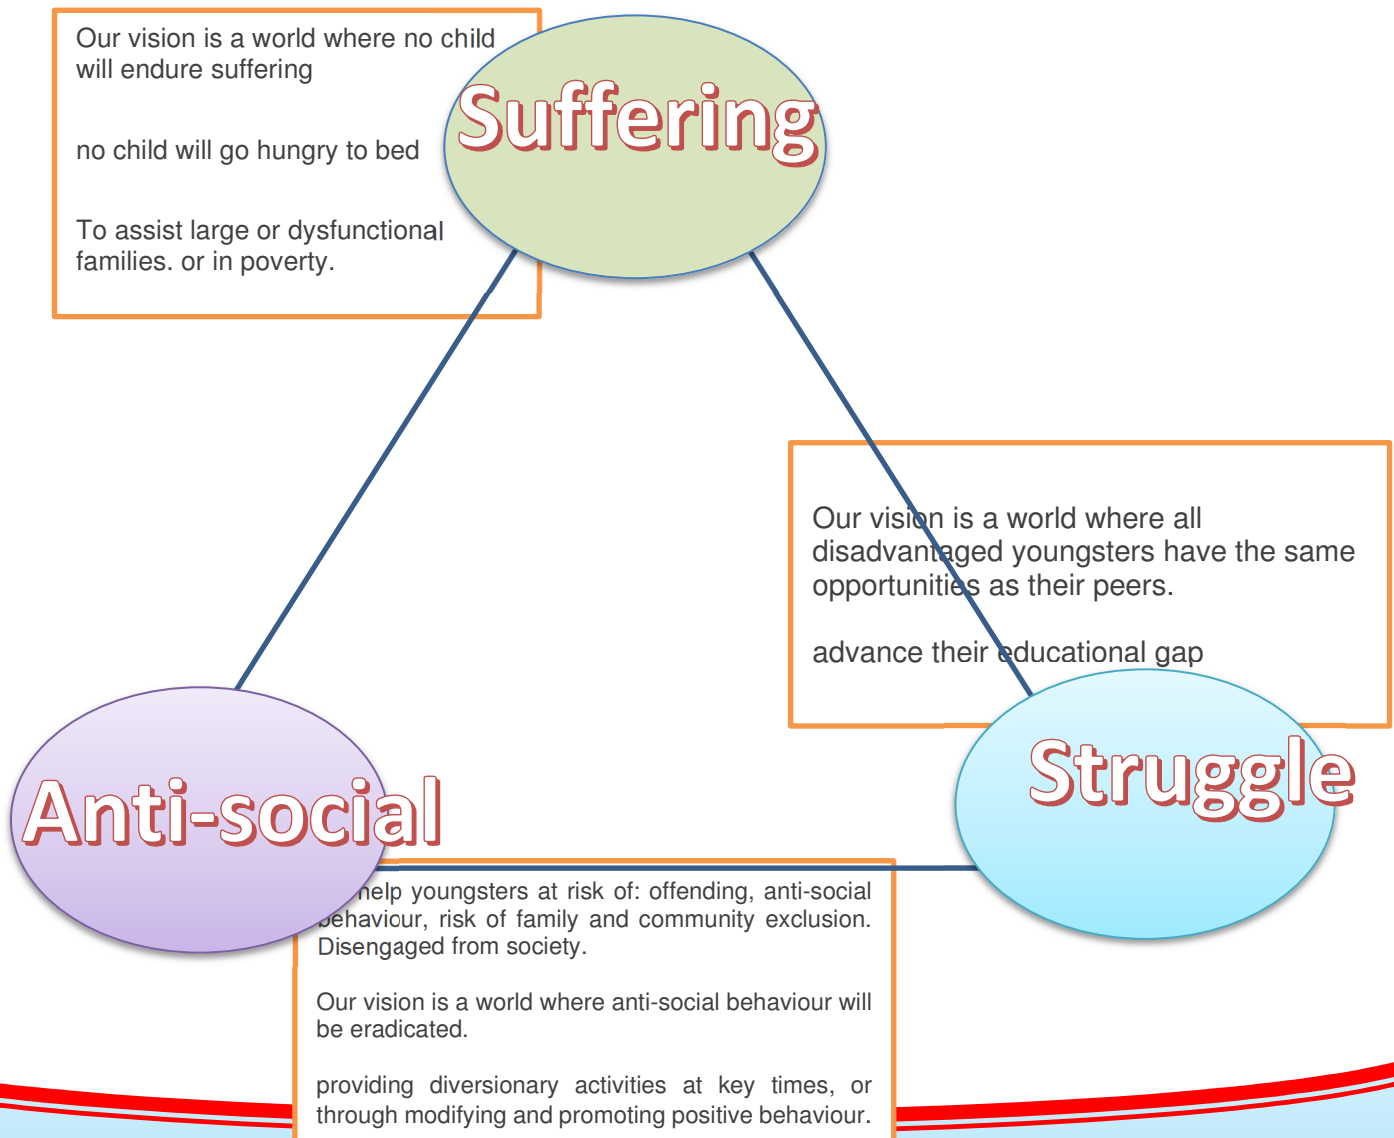 Our vision is a world where no child
will endure suffering
no child will go hungry to bed
To assist large or dysfunctional
families. or in poverty.
Suffering
Our vision is a world where all
disadvantaged youngsters have the same
opportunities as their peers.
advance their educational gap
Struggle
Anti-social
help youngsters at risk of: offending, anti-social
behaviour, risk of family and community exclusion.
Disengaged from society.
Our vision is a world where anti-social behaviour will
be eradicated.
providing diversionary activities at key times, or
through modifying and promoting positive behaviour.